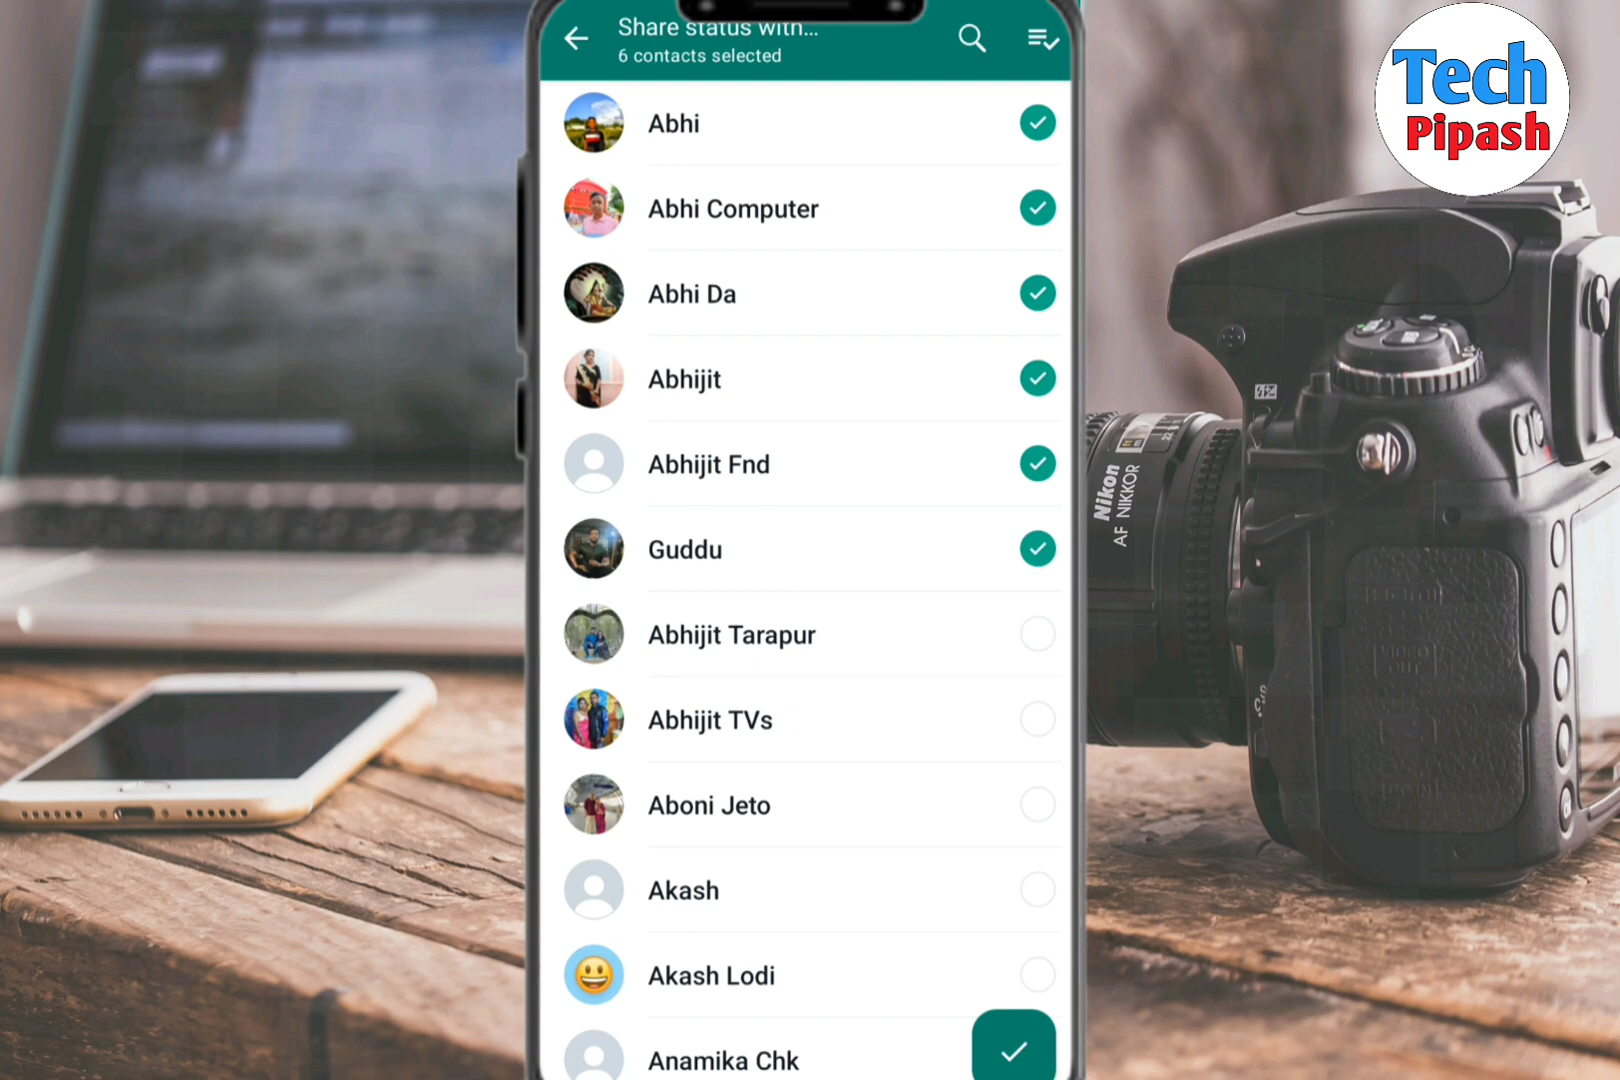 Share status with...
6 contacts selected
Abhi
Abhi Computer
Abhi Da
Abhijit
Abhijit Fnd
Guddu
Abhijit Tarapur
Abhijit TVs
Aboni Jeto
Akash
Akash Lodi
Anamika Chk
Tech
Pipash
Nikon
AF NIKKOR